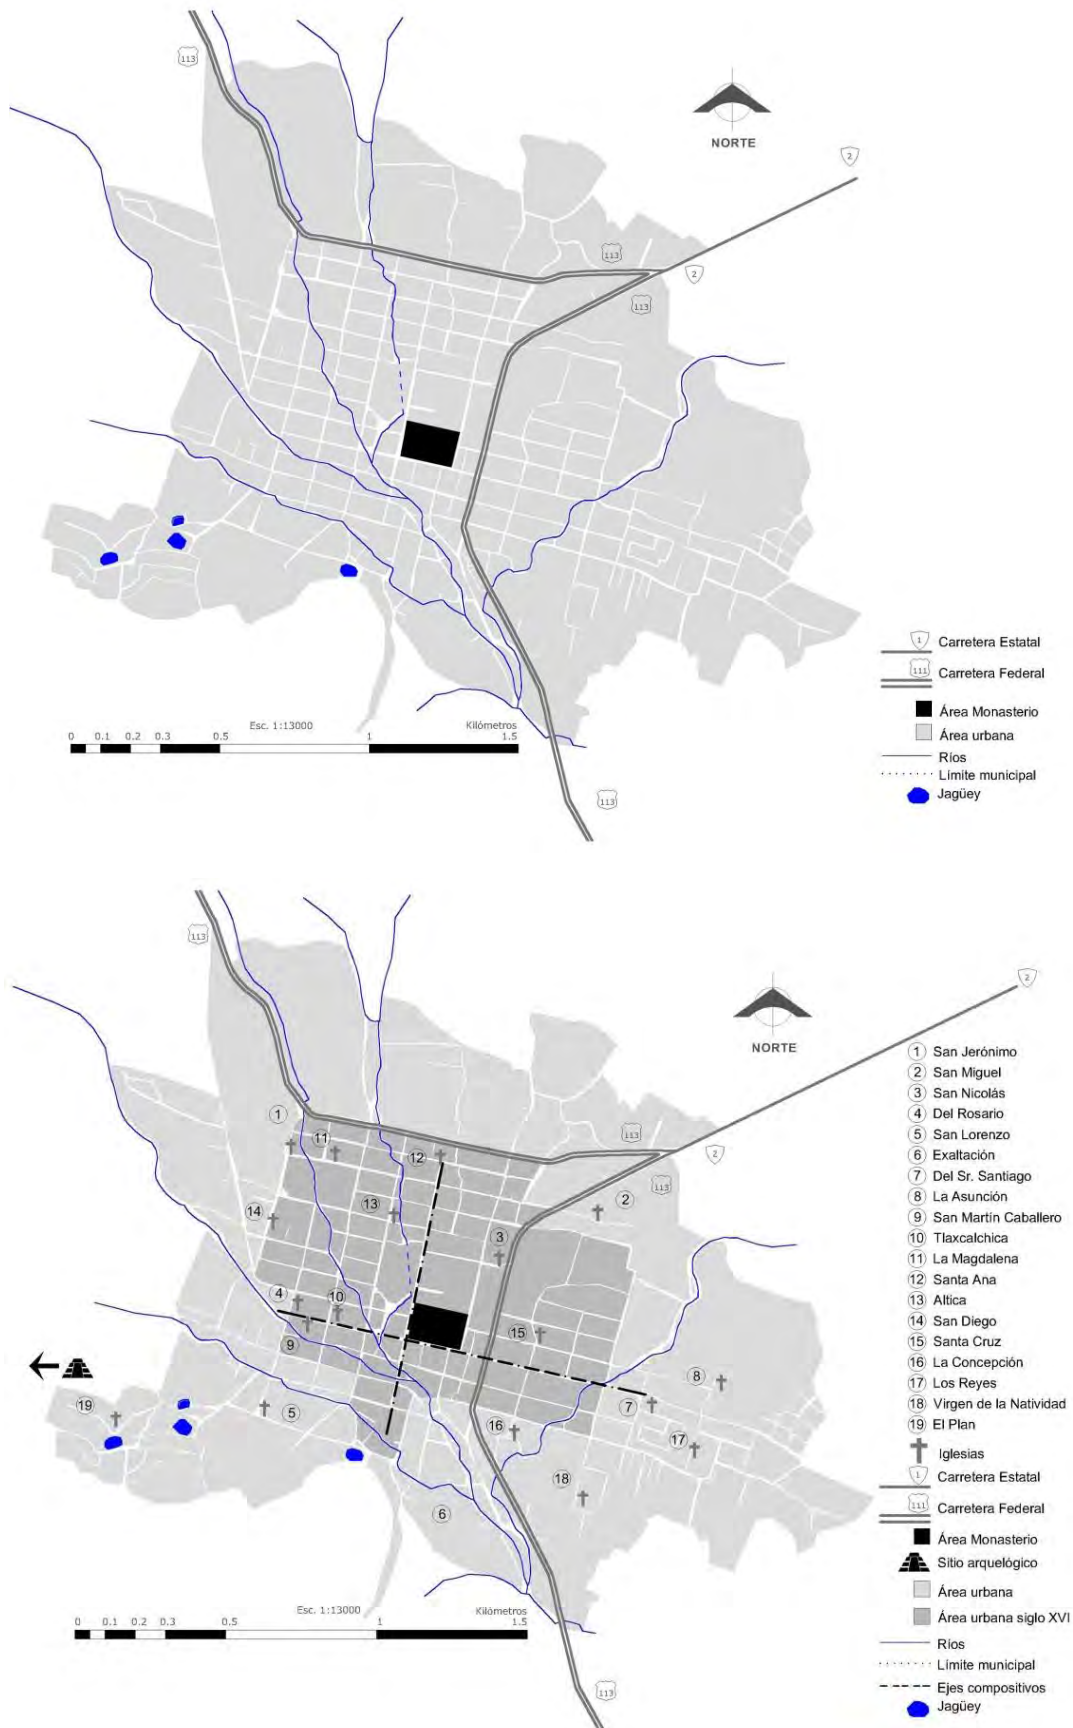 113
NORTE
2
113
2
113
1 Carretera Estatal
111 Carretera Federal
Área Monasterio
Área urbana
Ríos
Límite municipal
Jagüey
Esc. 1:13000 Kilómetros
0 0.1 0.2 0.3 0.5 1 1.5
113
113
2
NORTE
1 San Jerónimo
2 San Miguel
3 San Nicolás
4 Del Rosario
5 San Lorenzo
6 Exaltación
7 Del Sr. Santiago
8 La Asunción
9 San Martín Caballero
10 Tlaxcalchica
11 La Magdalena
12 Santa Ana
13 Altica
14 San Diego
15 Santa Cruz
16 La Concepción
17 Los Reyes
18 Virgen de la Natividad
19 El Plan
Iglesias
1 Carretera Estatal
111 Carretera Federal
Área Monasterio
Sitio arquelógico
Área urbana
Área urbana siglo XVI
Ríos
Límite municipal
Ejes compositivos
Jagüey
1
11
12
113
2
113
2
14
13
3
4
10
9
15
8
7
19
5
16
17
18
6
Esc. 1:13000 Kilómetros
0 0.1 0.2 0.3 0.5 1 1.5
113